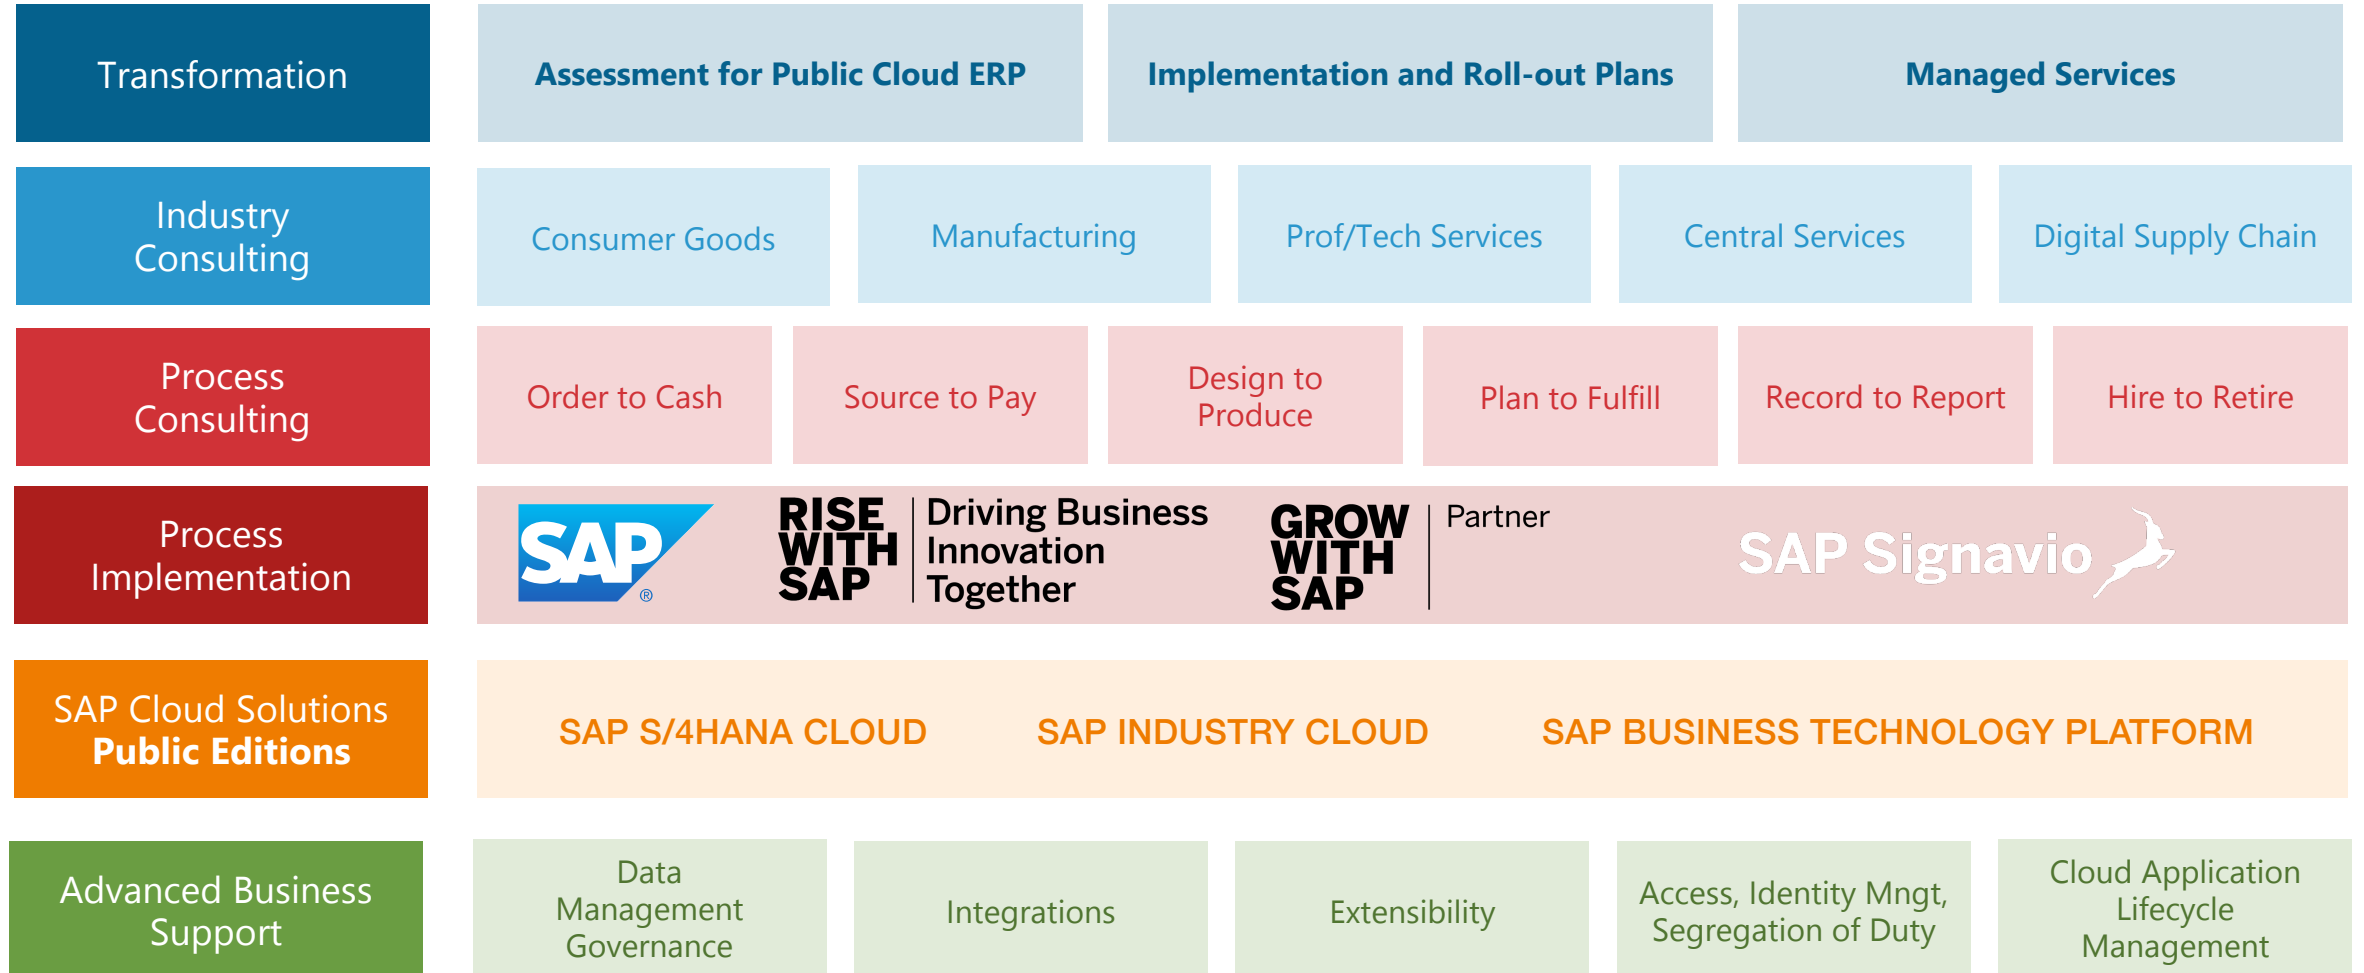 Transformation
Assessment for Public Cloud ERP
Implementation and Roll-out Plans
Managed Services
Industry
Consulting
Consumer Goods
Manufacturing
Prof/Tech Services
Central Services
Digital Supply Chain
Process
Consulting
Order to Cash
Source to Pay
Design to
Produce
Plan to Fulfill
Record to Report
Hire to Retire
Process
Implementation
SAP
®
RISE
WITH
SAP
Driving Business
Innovation
Together
GROW
WITH
SAP
Partner
SAP Signavio
SAP Cloud Solutions
Public Editions
SAP S/4HANA CLOUD
SAP INDUSTRY CLOUD
SAP BUSINESS TECHNOLOGY PLATFORM
Advanced Business
Support
Data
Management
Governance
Integrations
Extensibility
Access, Identity Mngt,
Segregation of Duty
Cloud Application
Lifecycle
Management